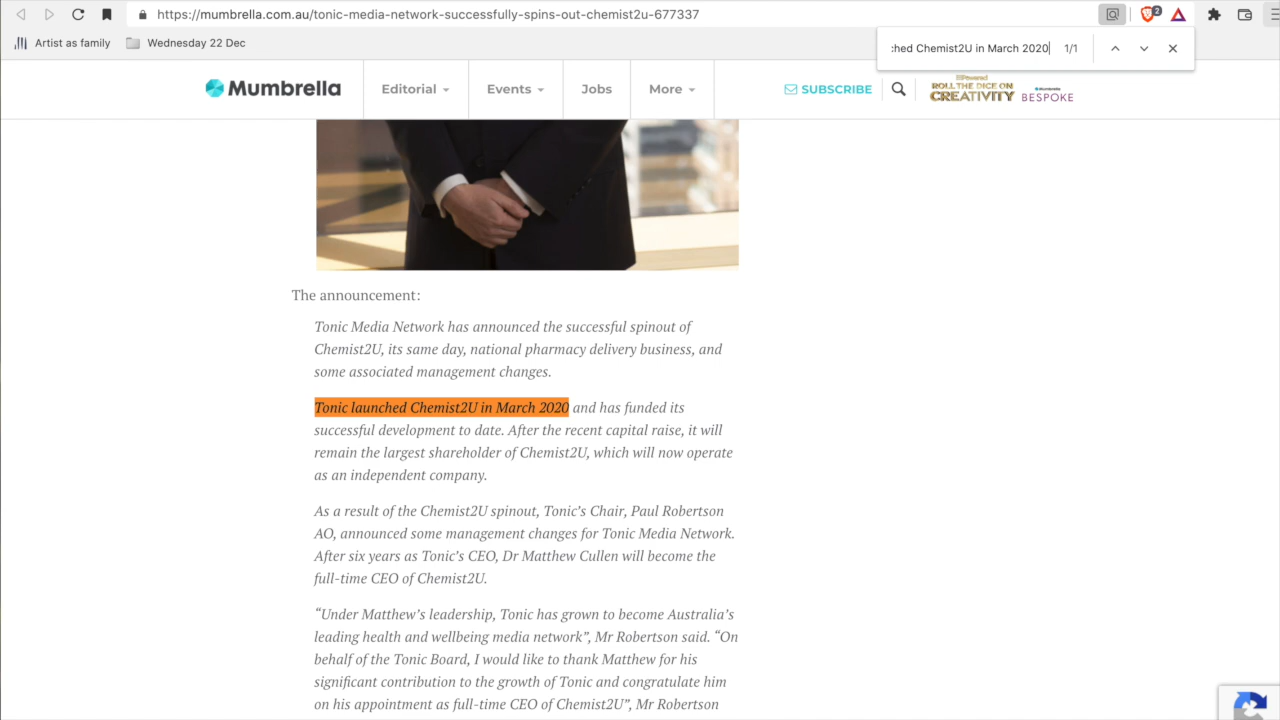 https://mumbrella.com.au/tonic-media-network-successfully-spins-out-chemist2u-677337
2
Artist as family
Wednesday 22 Dec
:hed Chemist2U in March 2020
1/1
Mumbrella
Editorial
Events
Jobs
More
SUBSCRIBE
ROLL THE DICE ON
CREATIVITY
Mumbrella
BESPOKE
The announcement:
Tonic Media Network has announced the successful spinout of
Chemist2U, its same day, national pharmacy delivery business, and
some associated management changes.
Tonic launched Chemist2U in March 2020 and has funded its
successful development to date. After the recent capital raise, it will
remain the largest shareholder of Chemist2U, which will now operate
as an independent company.
As a result of the Chemist2U spinout, Tonic’s Chair, Paul Robertson
AO, announced some management changes for Tonic Media Network.
After six years as Tonic’s CEO, Dr Matthew Cullen will become the
full-time CEO of Chemist2U.
“Under Matthew’s leadership, Tonic has grown to become Australia’s
leading health and wellbeing media network”, Mr Robertson said. “On
behalf of the Tonic Board, I would like to thank Matthew for his
significant contribution to the growth of Tonic and congratulate him
on his appointment as full-time CEO of Chemist2U”, Mr Robertson